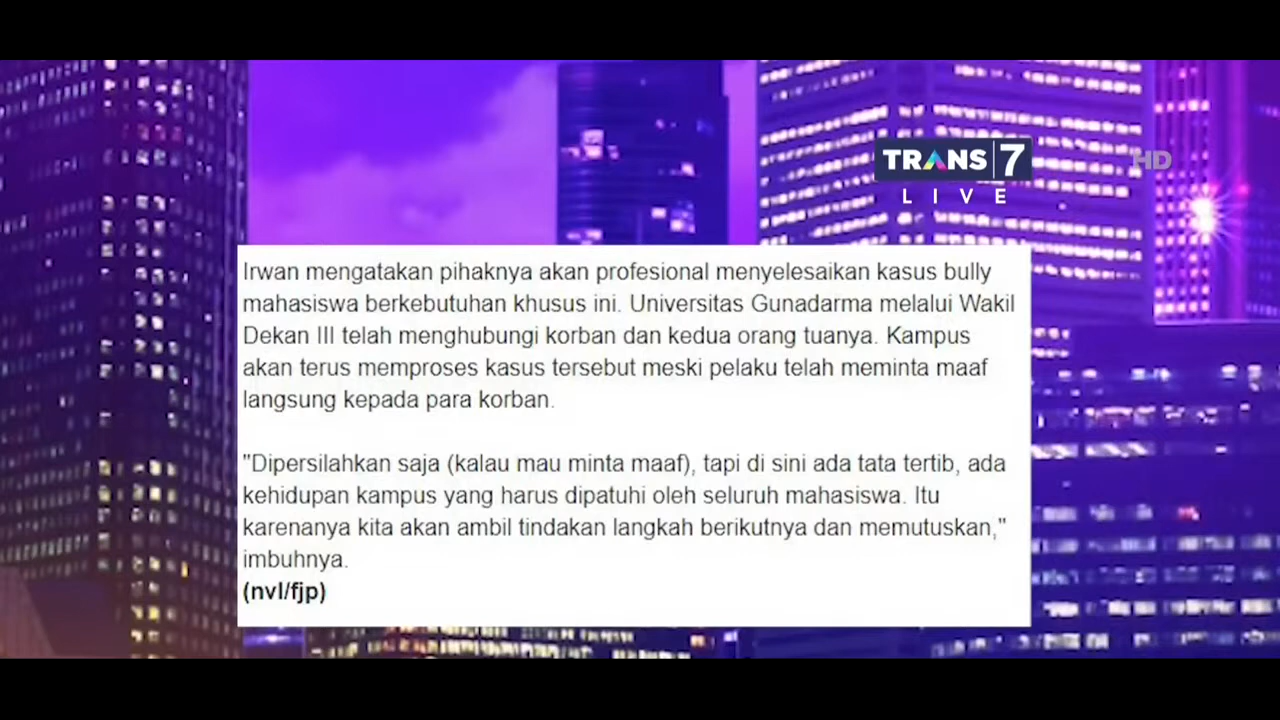 TRANS|7
HD
LIVE
Irwan mengatakan pihaknya akan profesional menyelesaikan kasus bully
mahasiswa berkebutuhan khusus ini. Universitas Gunadarma melalui Wakil
Dekan III telah menghubungi korban dan kedua orang tuanya. Kampus
akan terus memproses kasus tersebut meski pelaku telah meminta maaf
langsung kepada para korban.
"Dipersilahkan saja (kalau mau minta maaf), tapi di sini ada tata tertib, ada
kehidupan kampus yang harus dipatuhi oleh seluruh mahasiswa. Itu
karenanya kita akan ambil tindakan langkah berikutnya dan memutuskan,"
imbuhnya.
(nvl/fjp)